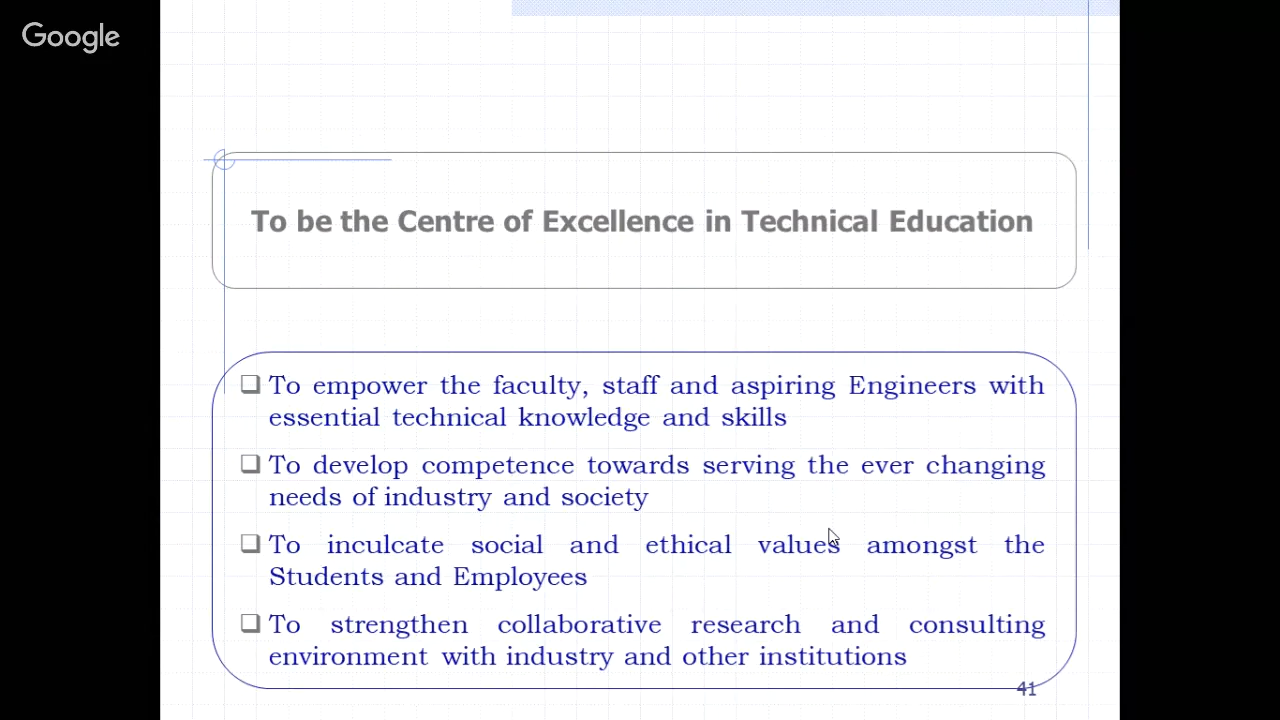 Google
To be the Centre of Excellence in Technical Education
To empower the faculty, staff and aspiring Engineers with
essential technical knowledge and skills
To develop competence towards serving the ever changing
needs of industry and society
To inculcate social and ethical values amongst the
Students and Employees
To strengthen collaborative research and consulting
environment with industry and other institutions
41